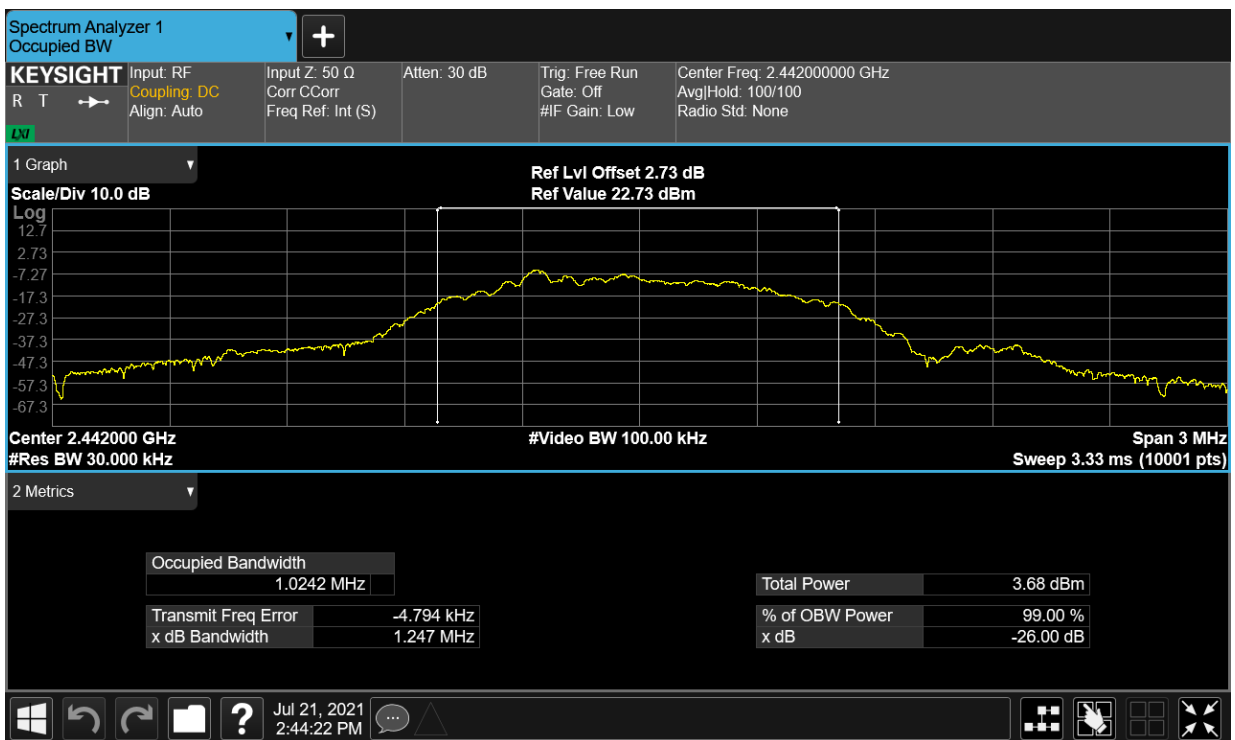 Spectrum Analyzer 1
Occupied BW
KEYSIGHT
R T
LXI
Input: RF
Coupling: DC
Align: Auto
Input Z: 50 Ω
Corr CCorr
Freq Ref: Int (S)
Atten: 30 dB
Trig: Free Run
Gate: Off
#IF Gain: Low
Center Freq: 2.442000000 GHz
Avg|Hold: 100/100
Radio Std: None
1 Graph
Scale/Div 10.0 dB
Ref Lvl Offset 2.73 dB
Ref Value 22.73 dBm
Log
12.7
2.73
-7.27
-17.3
-27.3
-37.3
-47.3
-57.3
-67.3
Center 2.442000 GHz
#Video BW 100.00 kHz
Span 3 MHz
#Res BW 30.000 kHz
Sweep 3.33 ms (10001 pts)
2 Metrics
Occupied Bandwidth
1.0242 MHz
Transmit Freq Error -4.794 kHz
x dB Bandwidth 1.247 MHz
Total Power 3.68 dBm
% of OBW Power 99.00 %
x dB -26.00 dB
Jul 21, 2021
2:44:22 PM